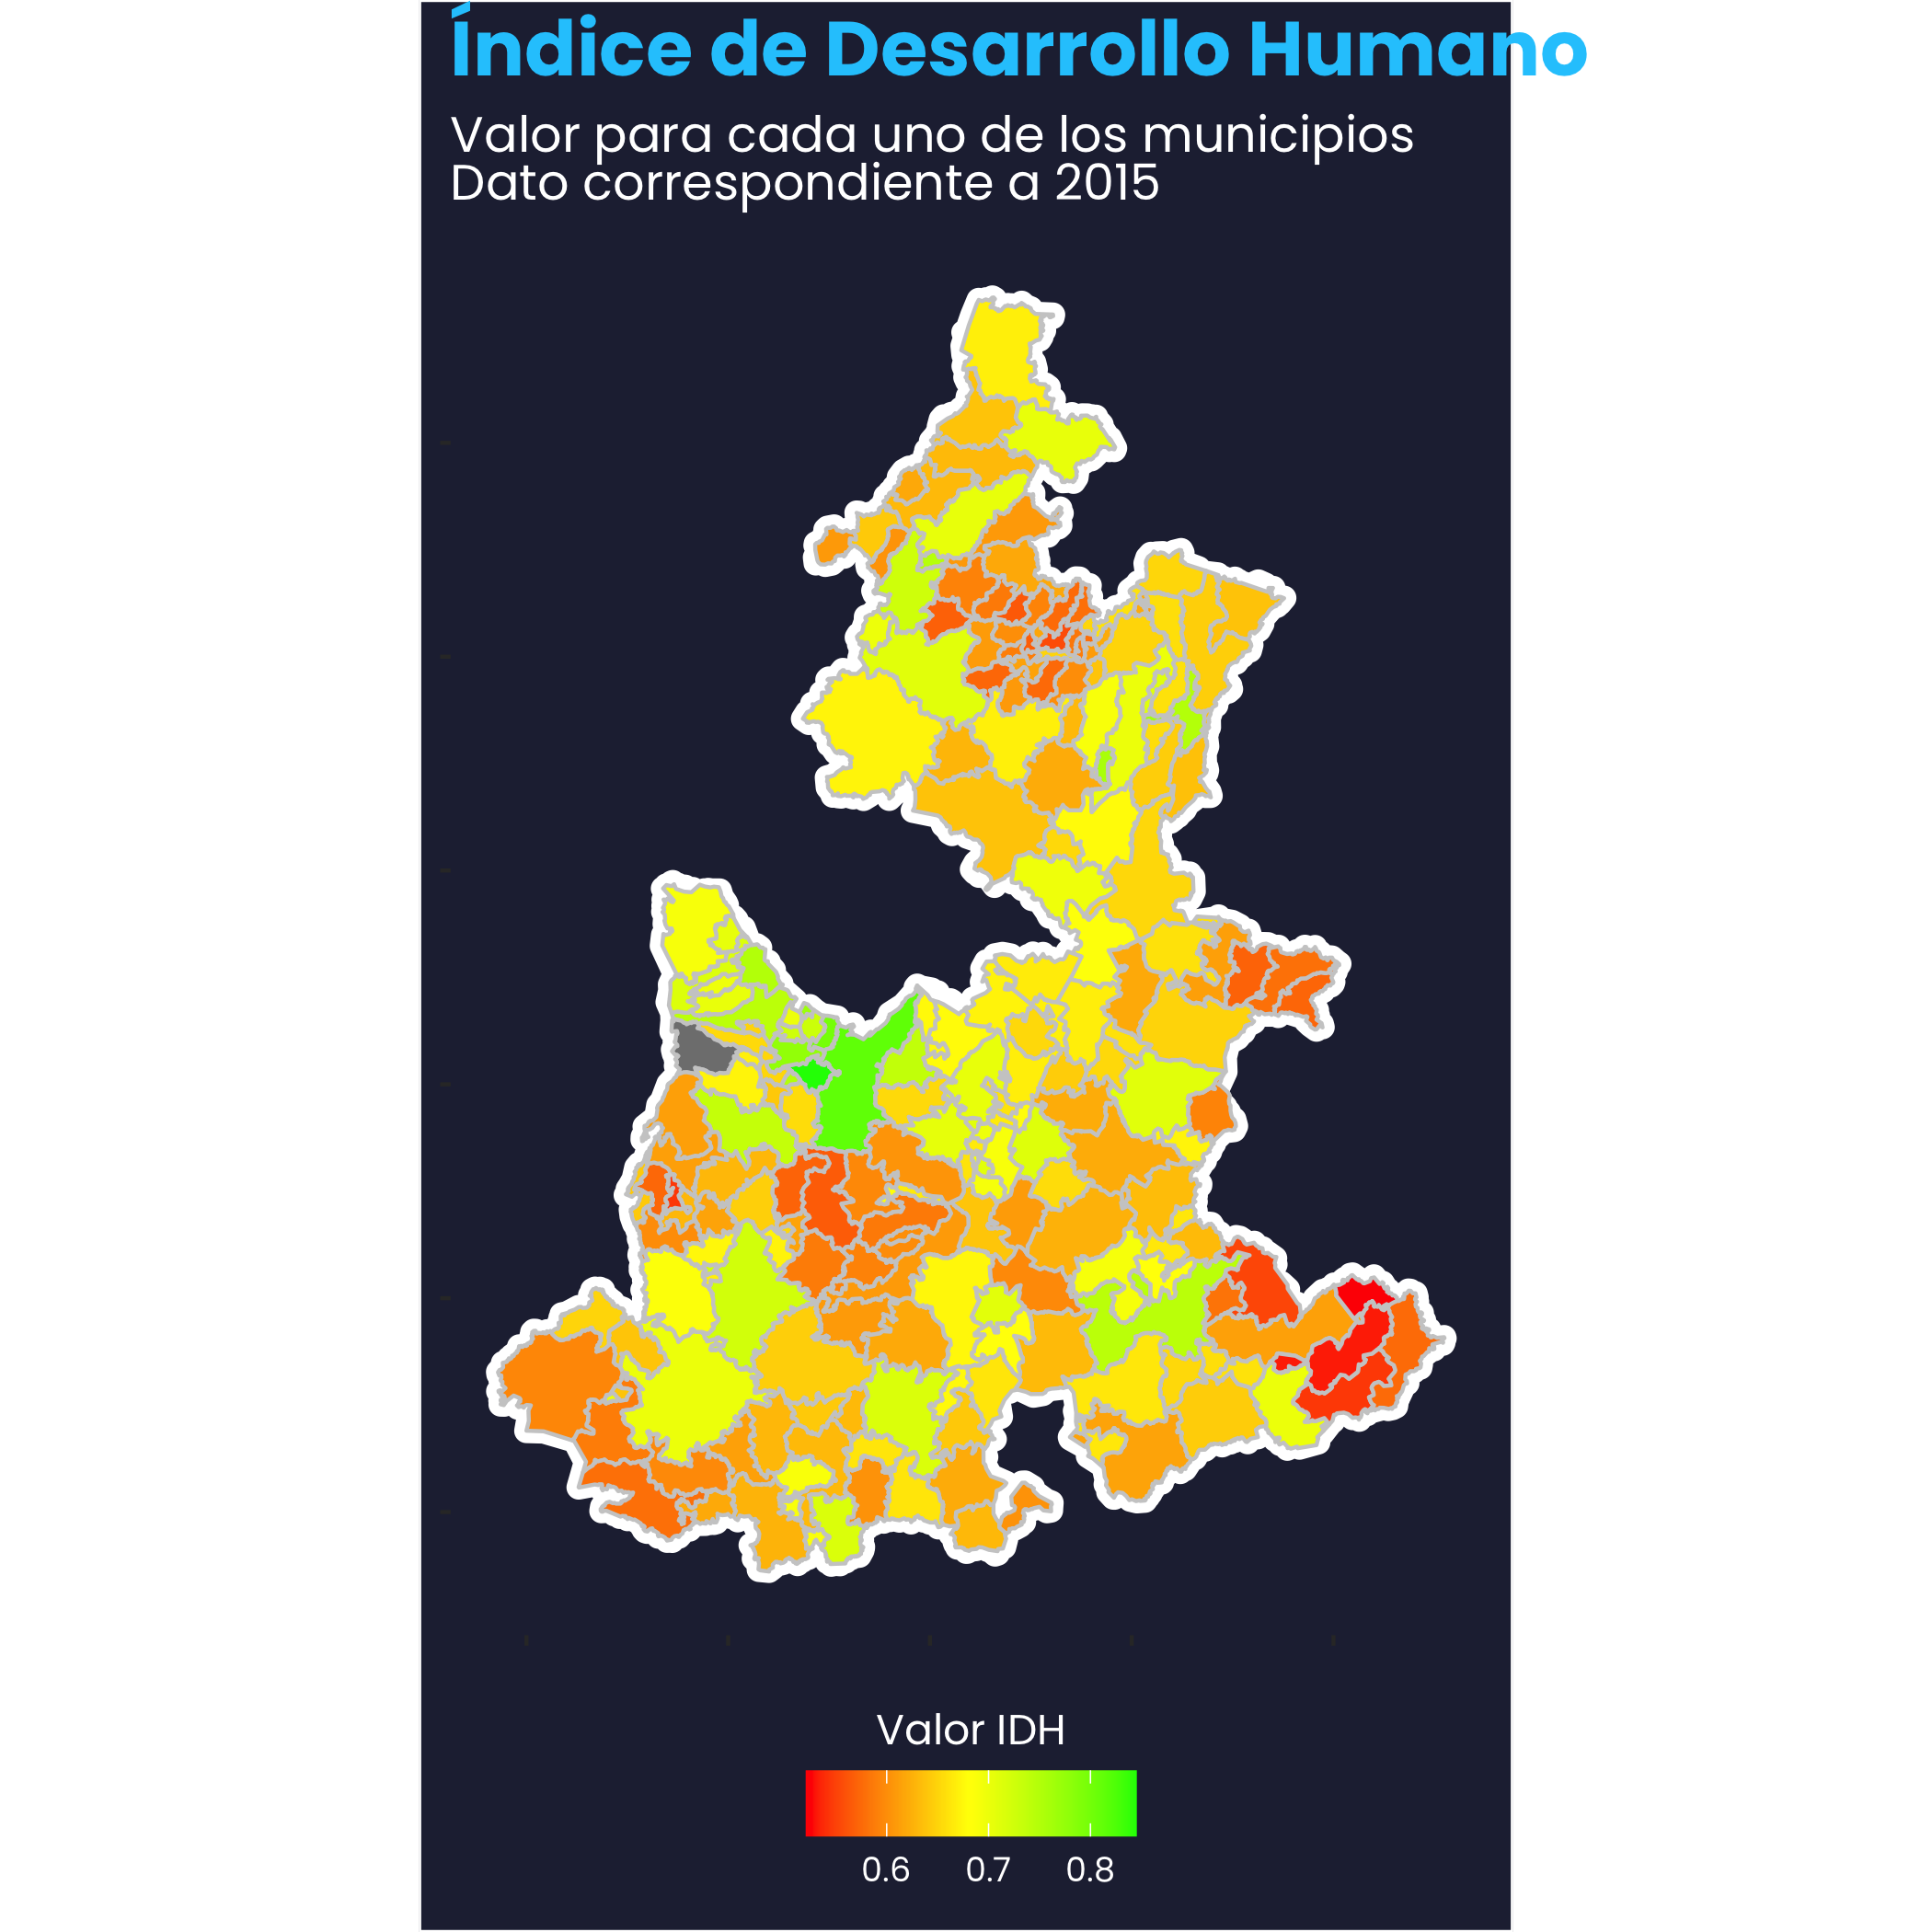 Índice de Desarrollo Humano
Valor para cada uno de los municipios
Dato correspondiente a 2015
Valor IDH
0.6 0.7 0.8